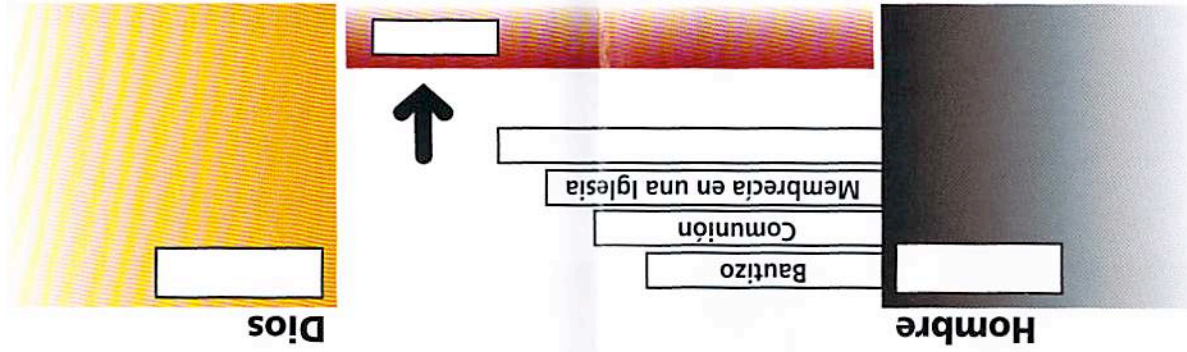 Hombre
Dios
Bautizo
Comunión
Membrecía en una Iglesia